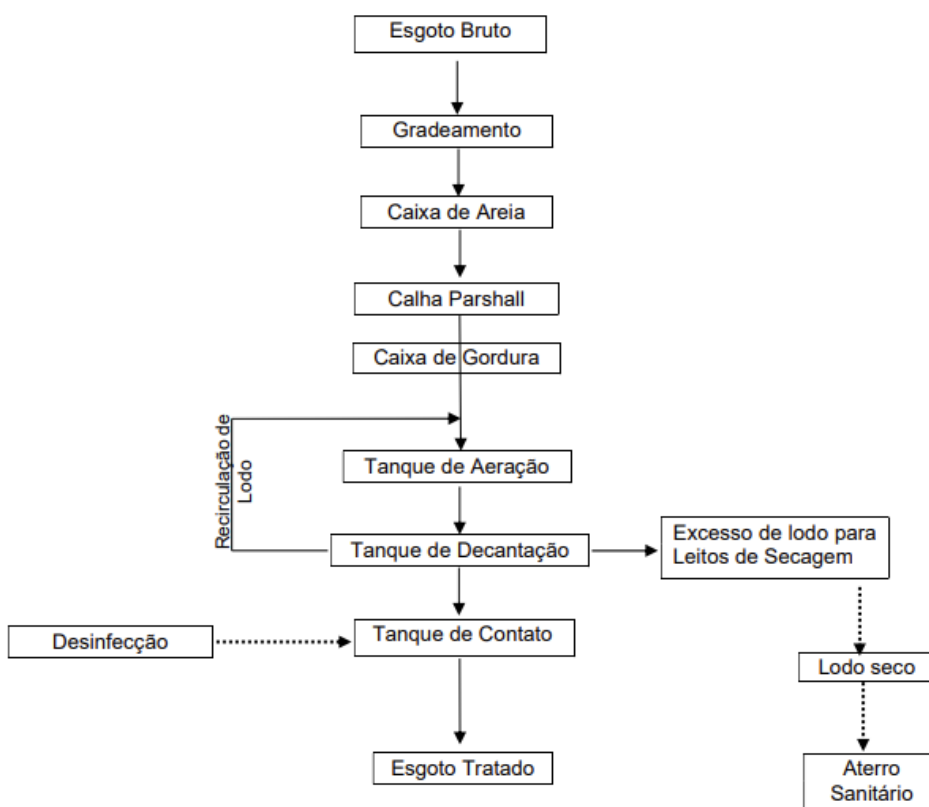 Esgoto Bruto
Gradeamento
Caixa de Areia
Calha Parshall
Caixa de Gordura
Recirculação de
Lodo
Tanque de Aeração
Tanque de Decantação
Excesso de lodo para
Leitos de Secagem
Desinfecção
Tanque de Contato
Lodo seco
Esgoto Tratado
Aterro
Sanitário